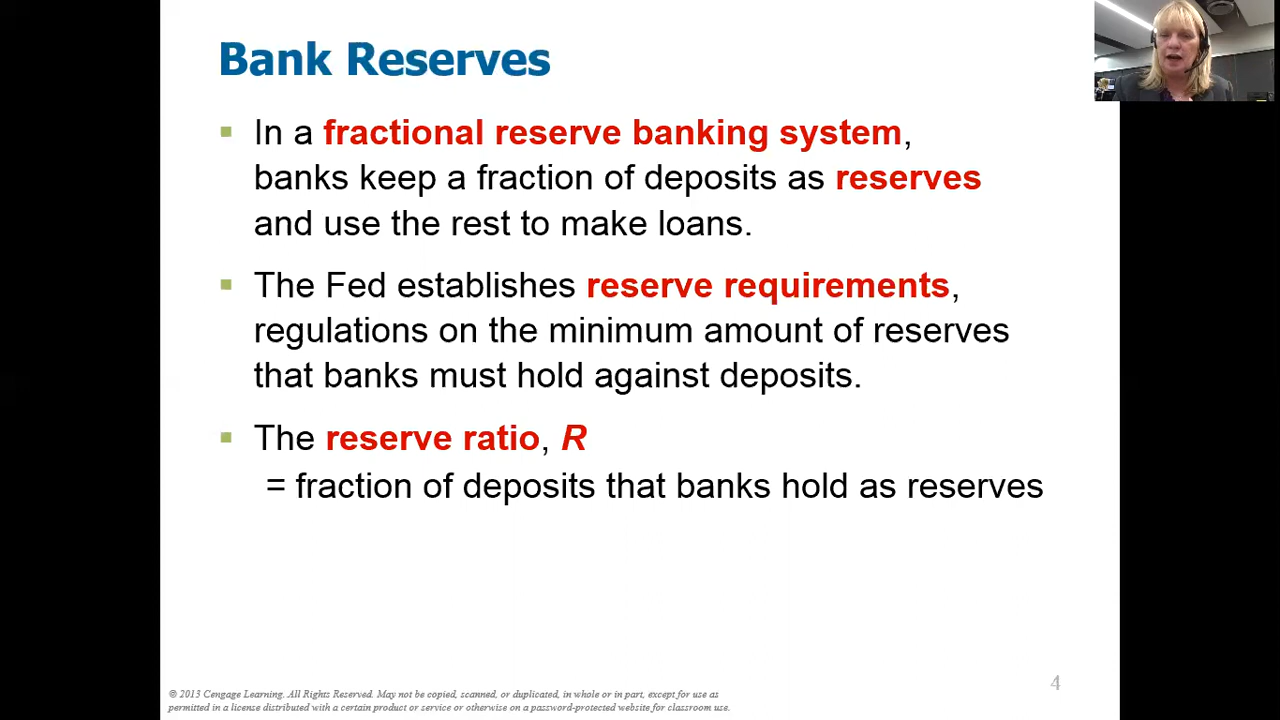 Bank Reserves
In a fractional reserve banking system,
banks keep a fraction of deposits as reserves
and use the rest to make loans.
The Fed establishes reserve requirements,
regulations on the minimum amount of reserves
that banks must hold against deposits.
The reserve ratio, R
= fraction of deposits that banks hold as reserves
© 2013 Cengage Learning. All Rights Reserved. May not be copied, scanned, or duplicated, in whole or in part, except for use as
permitted in a license distributed with a certain product or service or otherwise on a password-protected website for classroom use.
4